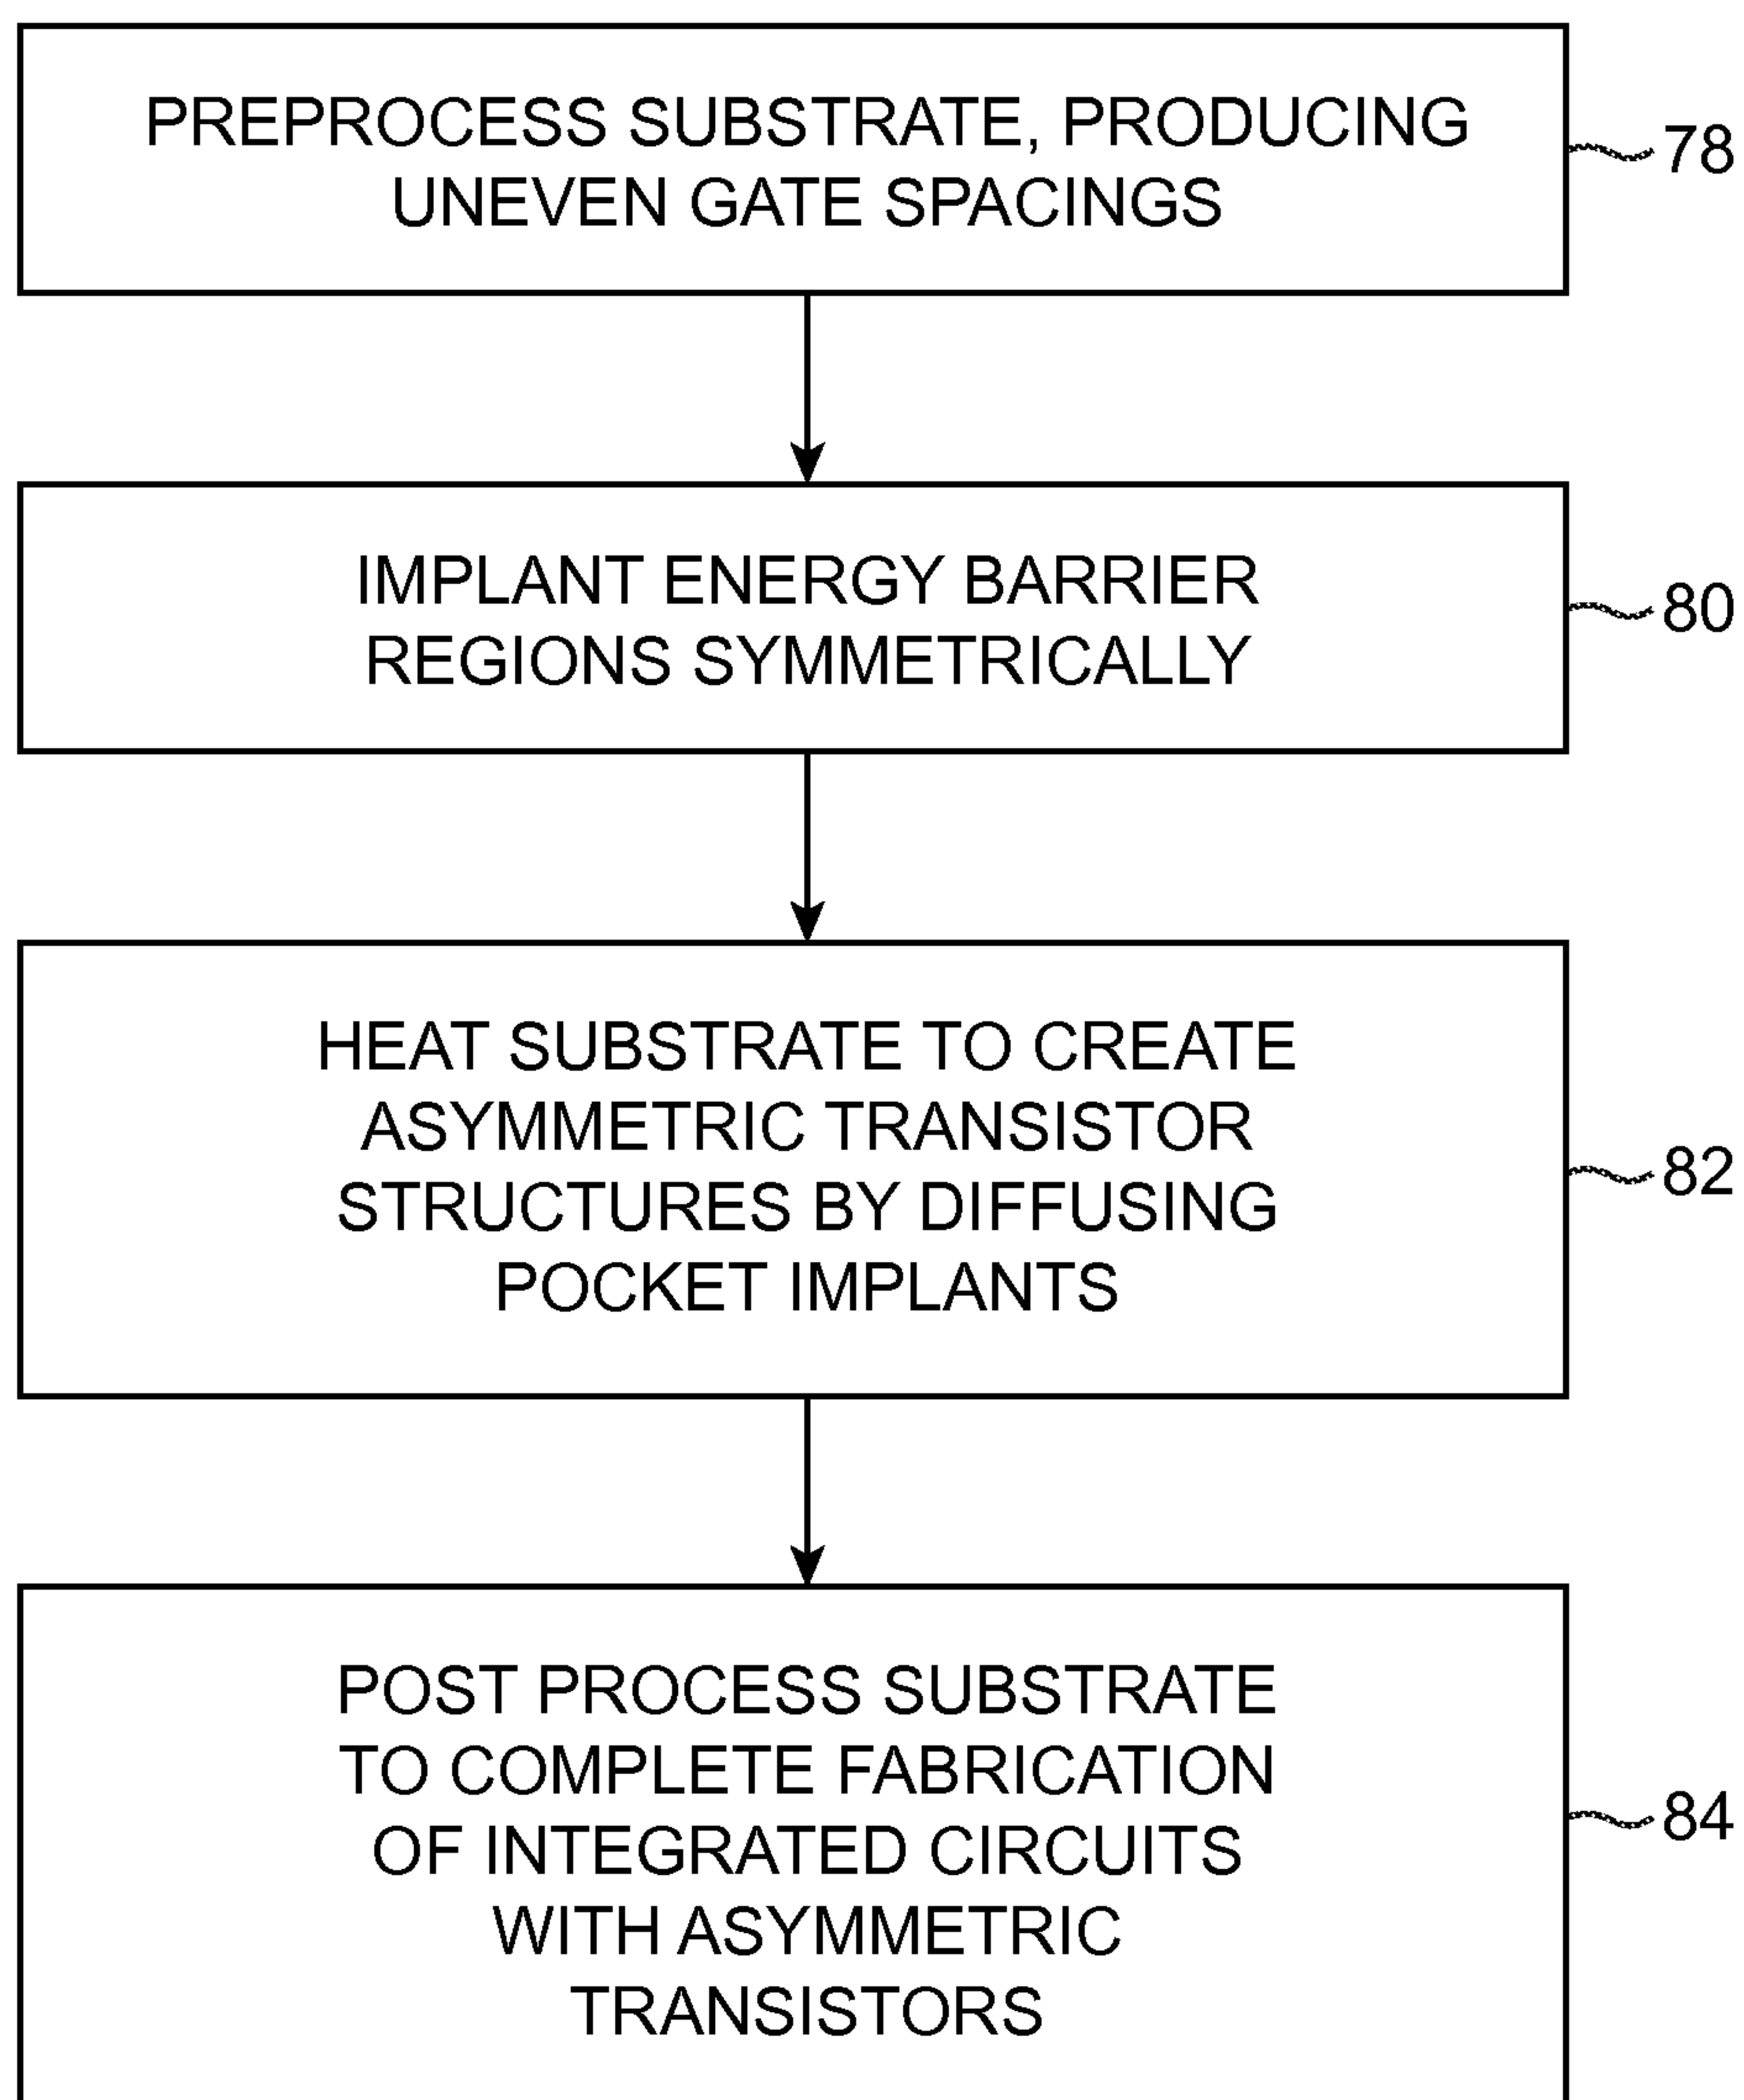 PREPROCESS SUBSTRATE, PRODUCING
UNEVEN GATE SPACINGS
78
IMPLANT ENERGY BARRIER
REGIONS SYMMETRICALLY
80
HEAT SUBSTRATE TO CREATE
ASYMMETRIC TRANSISTOR
STRUCTURES BY DIFFUSING
POCKET IMPLANTS
82
POST PROCESS SUBSTRATE
TO COMPLETE FABRICATION
OF INTEGRATED CIRCUITS
WITH ASYMMETRIC
TRANSISTORS
84